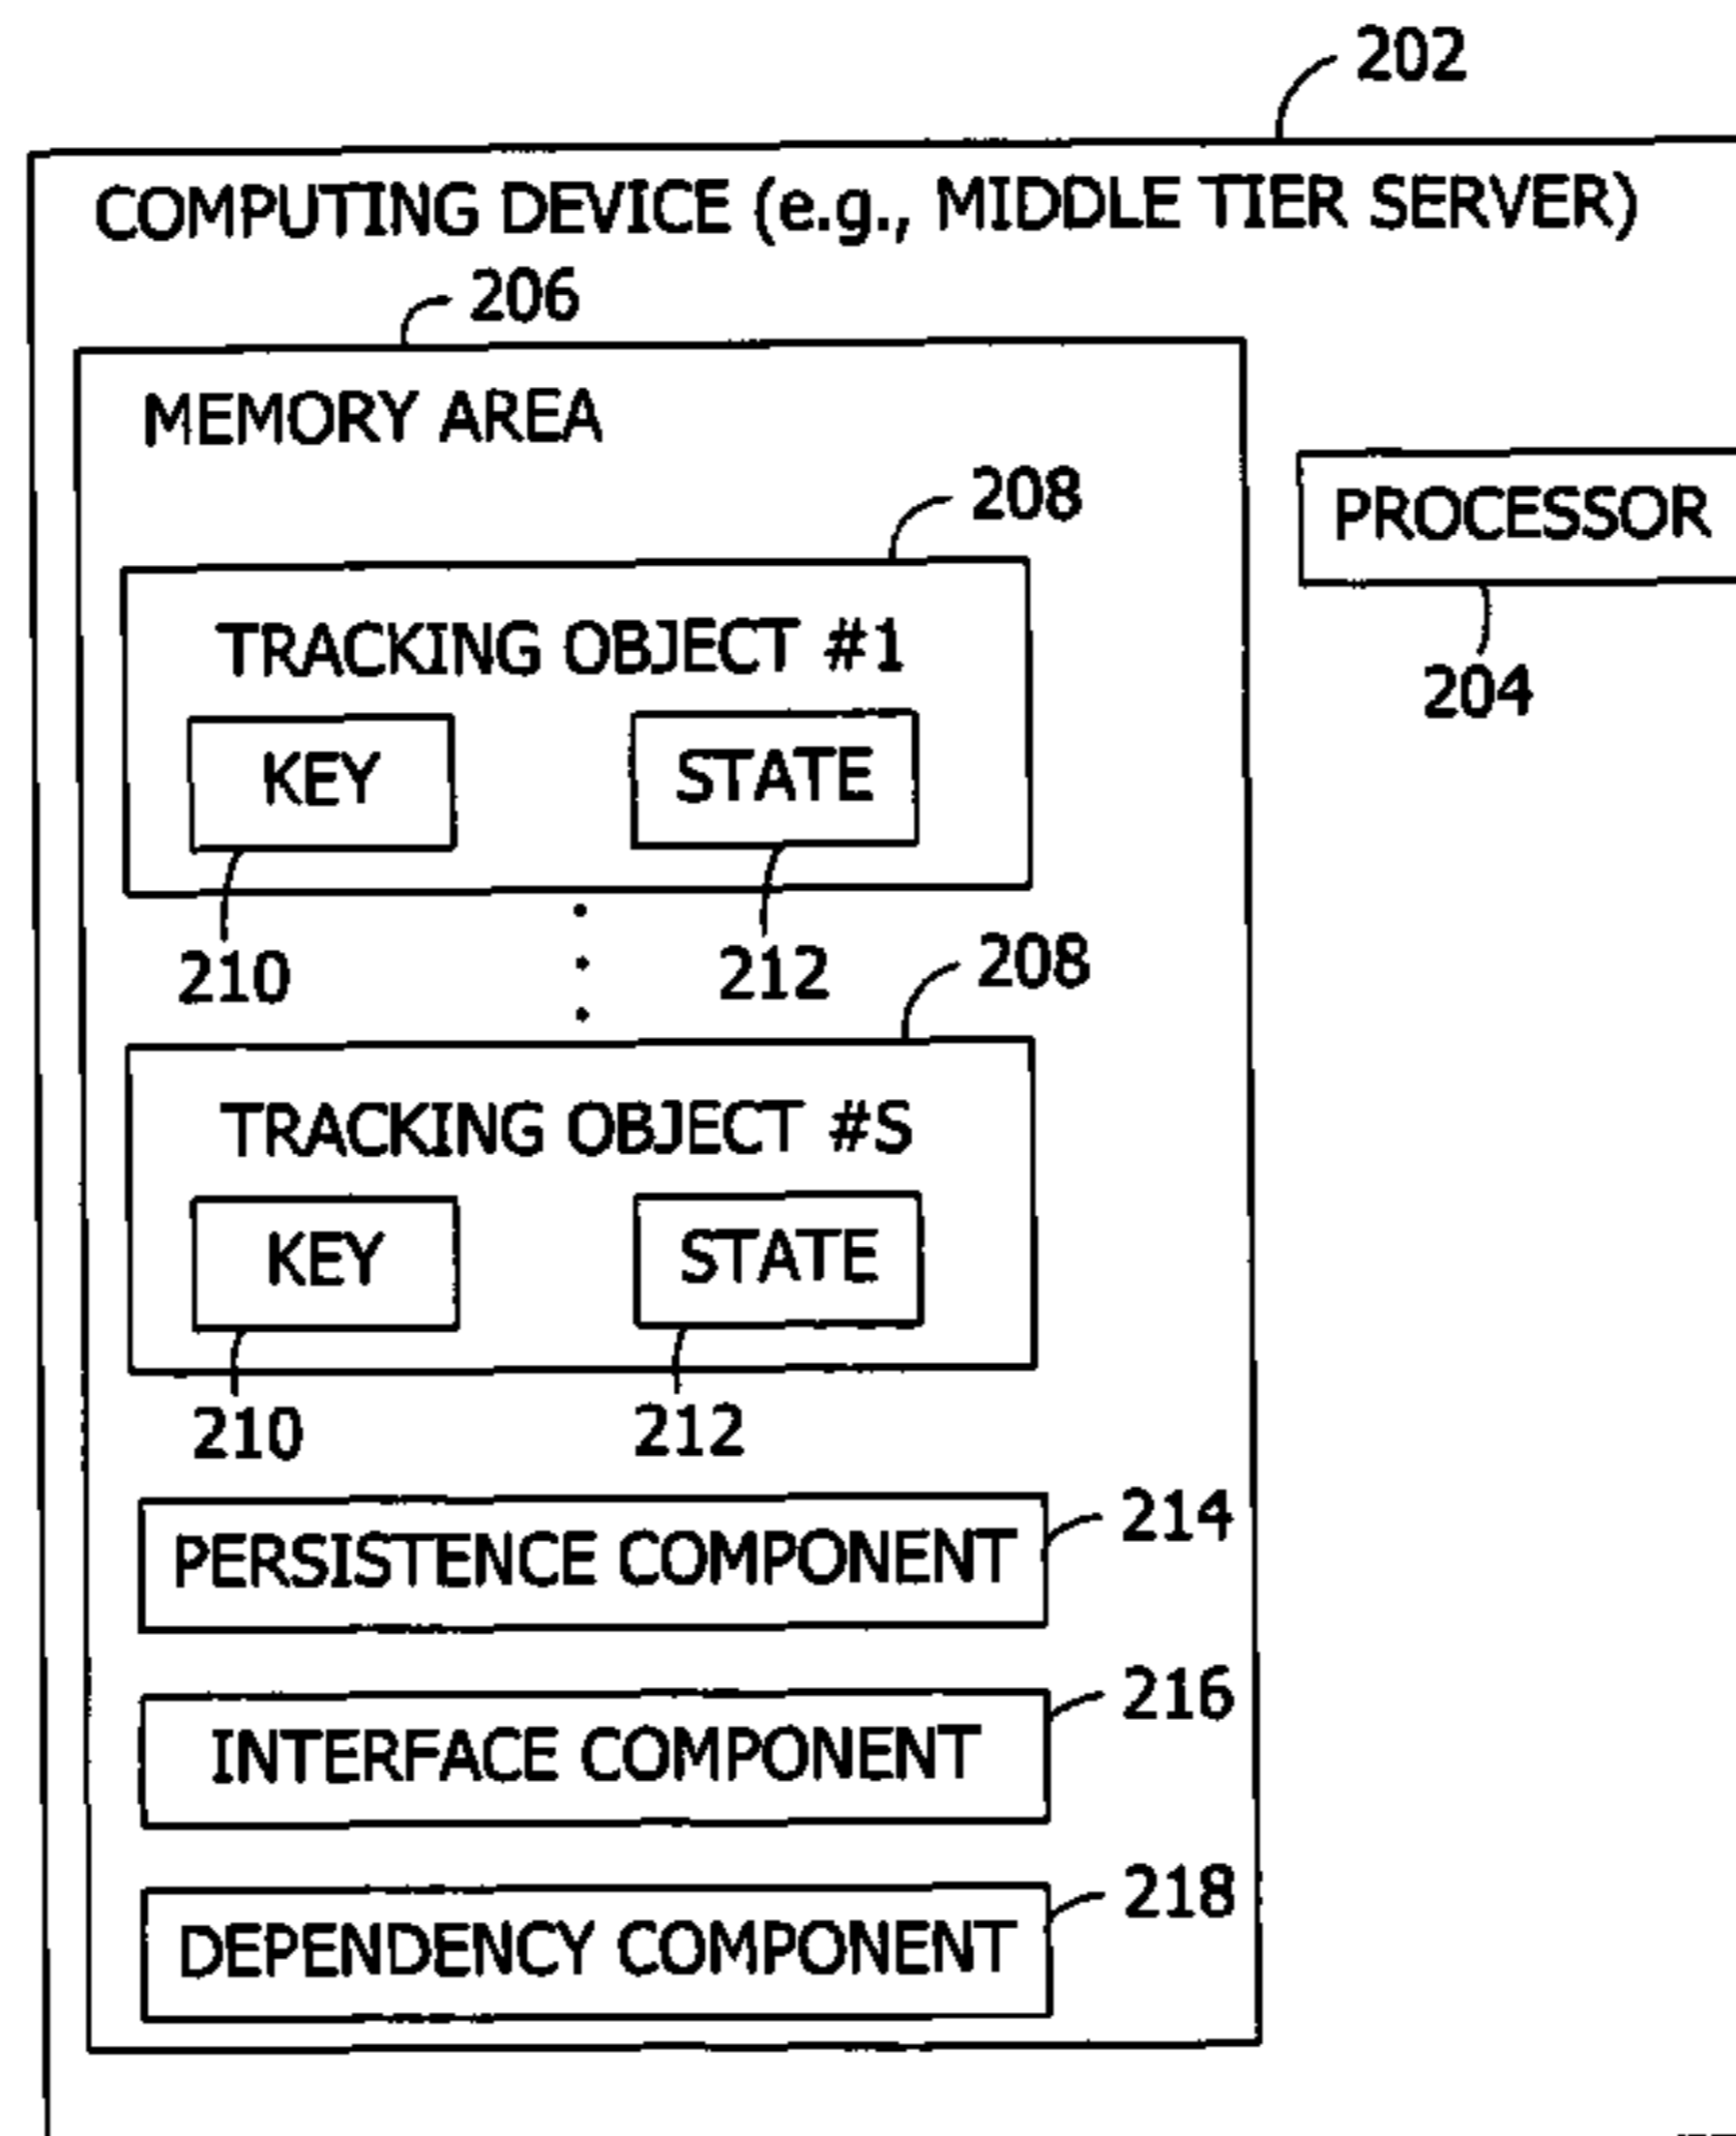 202
COMPUTING DEVICE (e.g., MIDDLE TIER SERVER)
206
MEMORY AREA
208
PROCESSOR
204
TRACKING OBJECT #1
KEY
STATE
210
212
208
TRACKING OBJECT #S
KEY
STATE
210
212
PERSISTENCE COMPONENT
214
INTERFACE COMPONENT
216
DEPENDENCY COMPONENT
218